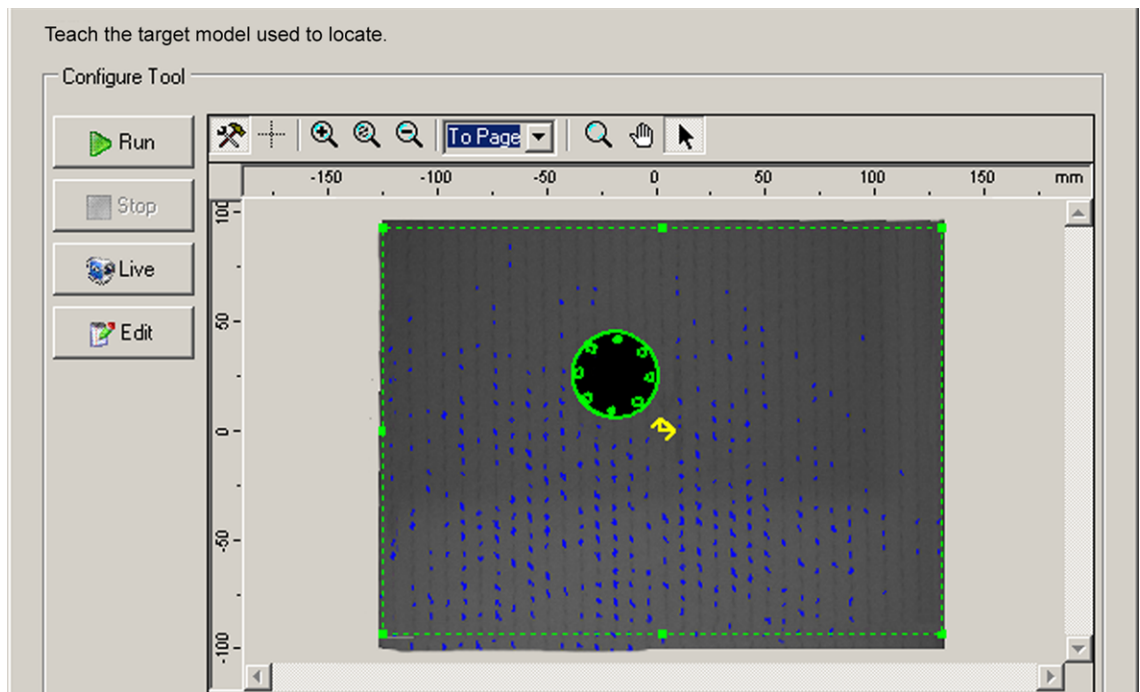 Teach the target model used to locate.
Configure Tool
Run
To Page
-150 -100 -50 0 50 100 150 mm
Stop
100
Live
50
Edit
0
-50
-100